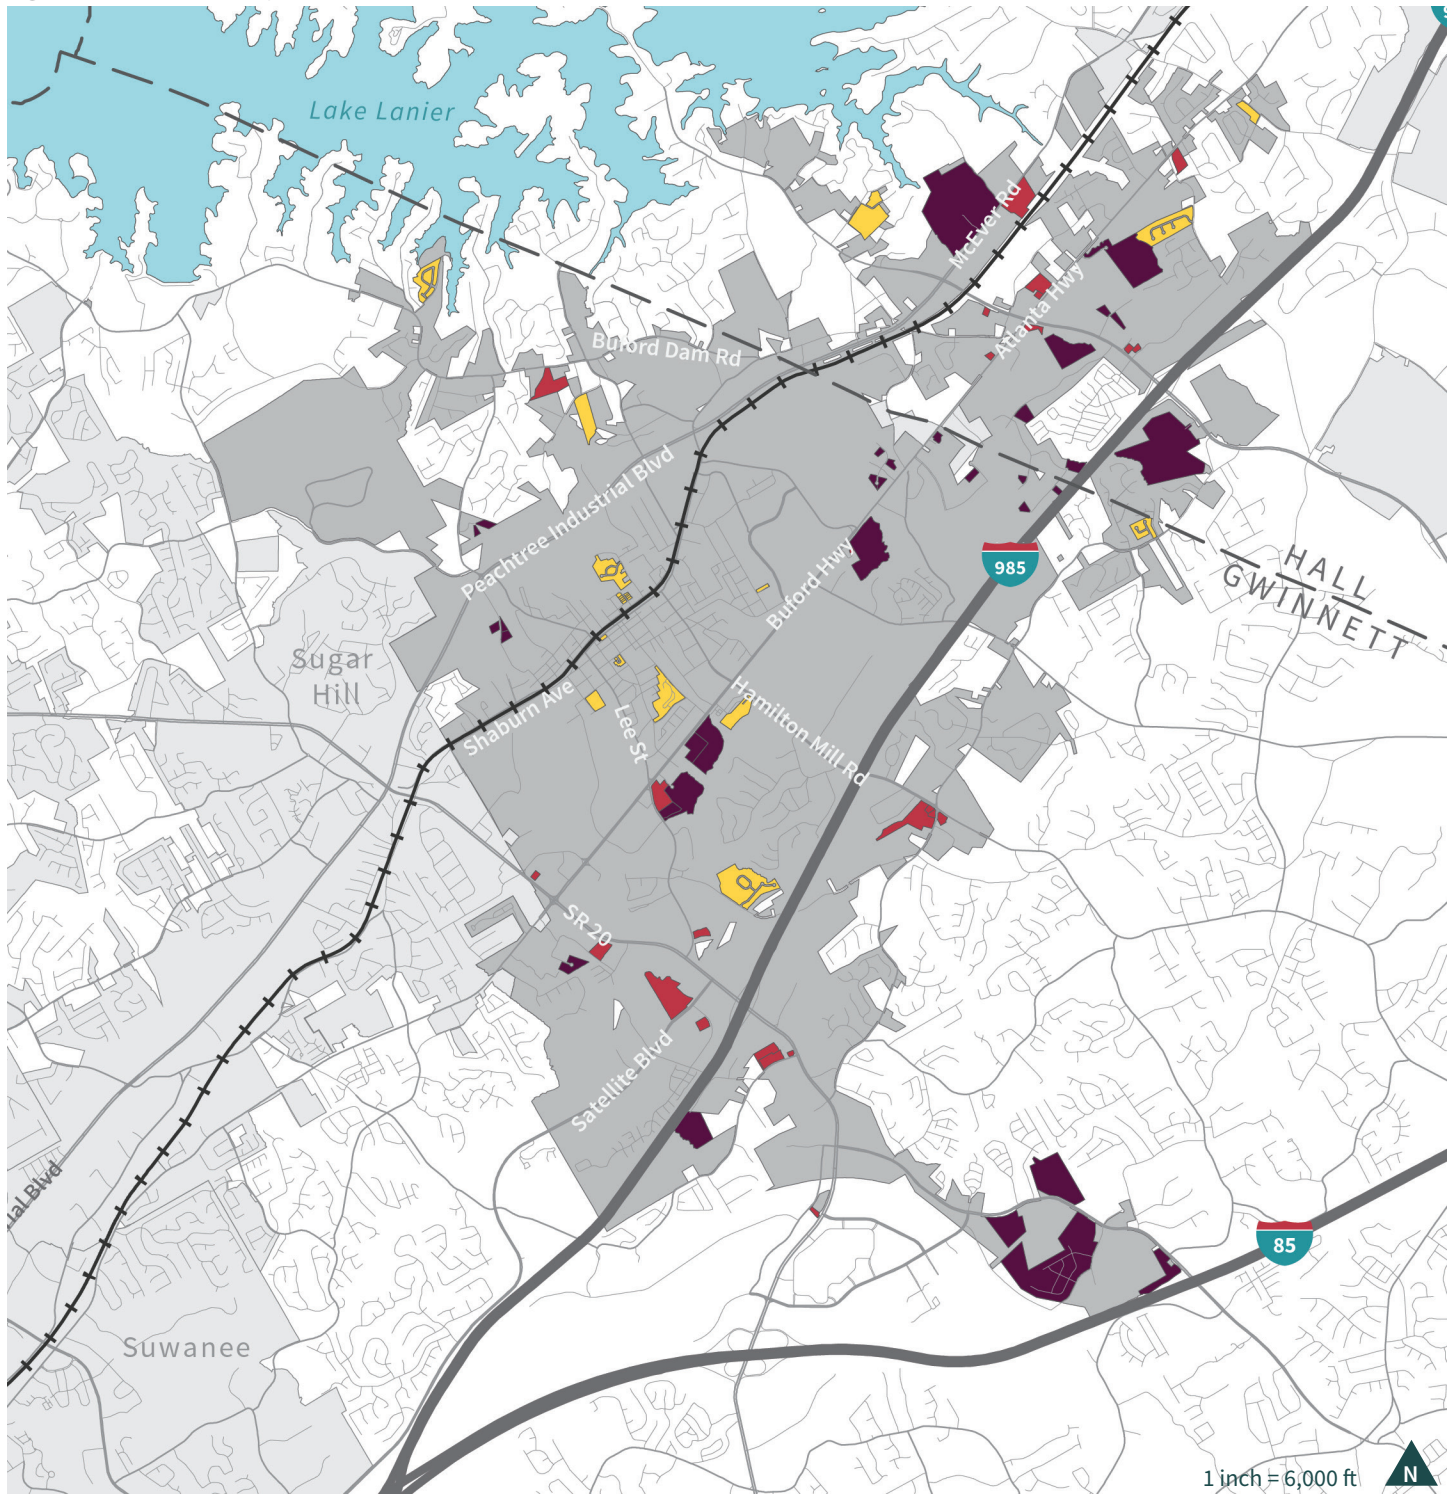 Lake Lanier
McEver Rd
Atlanta Hwy
Buford Dam Rd
Peachtree Industrial Blvd
985
HALL
GWINNETT
Buford Hwy
Sugar
Hill
Shaburn Ave
Lee St
Hamilton Mill Rd
SR 20
Satellite Blvd
Blvd
85
Suwanee
1 inch = 6,000 ft
N